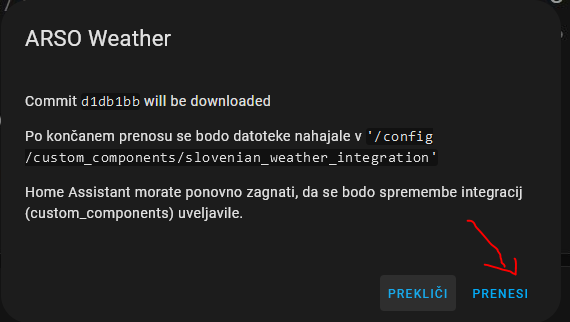 ARSO Weather
Commit d1db1bb will be downloaded
Po končanem prenosu se bodo datoteke nahajale v '/config
/custom_components/slovenian_weather_integration'
Home Assistant morate ponovno zagnati, da se bodo spremembe integracij
(custom_components) uveljavile.
PREKLIČI PRENESI